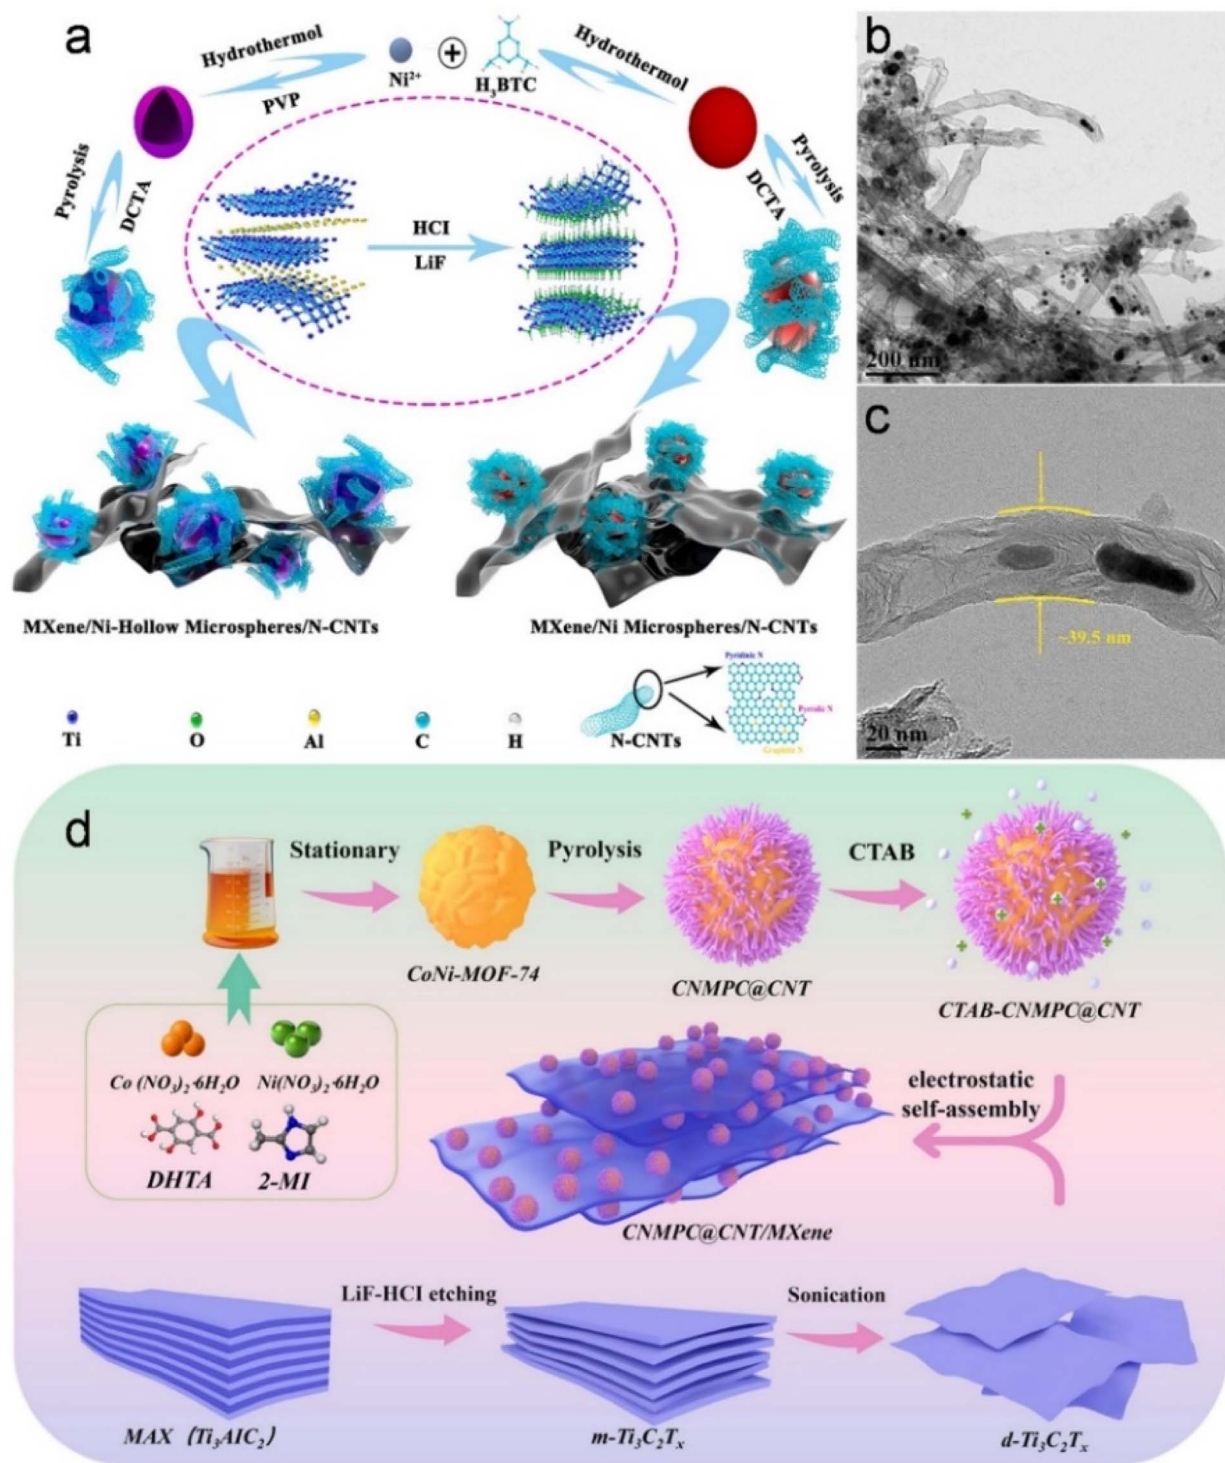 a
Hydrothermol
PVP
Ni²⁺
+
H₃BTC
Hydrothermol
Pyrolysis
DCTA
HCI
LiF
Pyrolysis
DCTA
MXene/Ni-Hollow Microspheres/N-CNTs
MXene/Ni Microspheres/N-CNTs
Ti
O
Al
C
H
N-CNTs
Pyridinic N
Pyrrolic N
Graphitic N
b
200 nm
c
~39.5 nm
20 nm
d
Stationary
Pyrolysis
CTAB
CoNi-MOF-74
CNMPC@CNT
CTAB-CNMPC@CNT
Co (NO₃)₂·6H₂O
Ni(NO₃)₂·6H₂O
DHTA
2-MI
electrostatic
self-assembly
CNMPC@CNT/MXene
LiF-HCI etching
Sonication
MAX (Ti₃AIC₂)
m-Ti₃C₂Tₓ
d-Ti₃C₂Tₓ